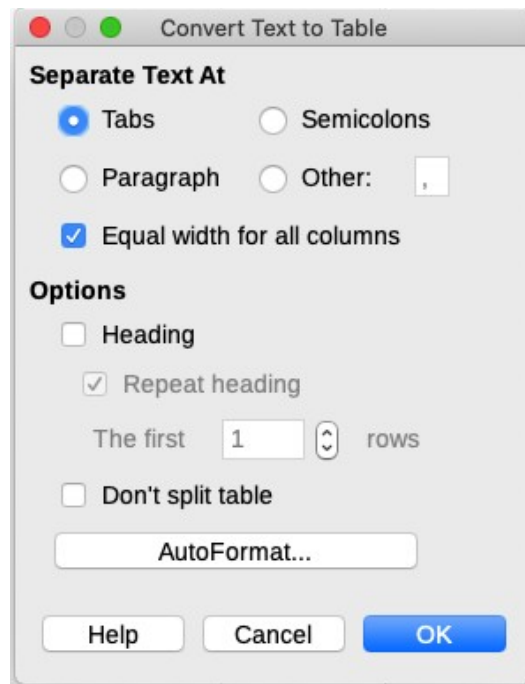 Convert Text to Table
Separate Text At
Tabs Semicolons
Paragraph Other: ,
Equal width for all columns
Options
Heading
Repeat heading
The first 1 rows
Don't split table
AutoFormat...
Help Cancel OK